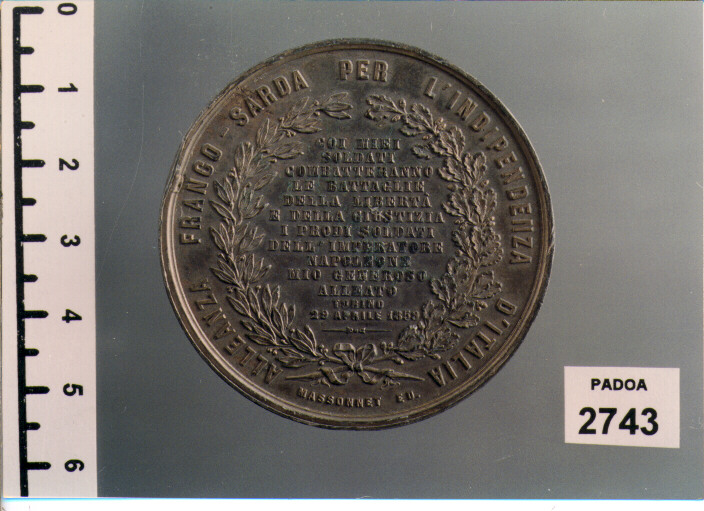 ALLEANZA FRANCO-SARDA PER L'INDIPENDENZA D'ITALIA
COI MIEI
SOLDATI
COMBATTERANNO
LE BATTAGLIE
DELLA LIBERTÀ
E DELLA GIUSTIZIA
I PRODI SOLDATI
DELL'IMPERATORE
NAPOLEONE
MIO GENEROSO
ALLEATO
TORINO
29 APRILE 1859
MASSONNET ED.
0
1
2
3
4
5
6
PADOA
2743